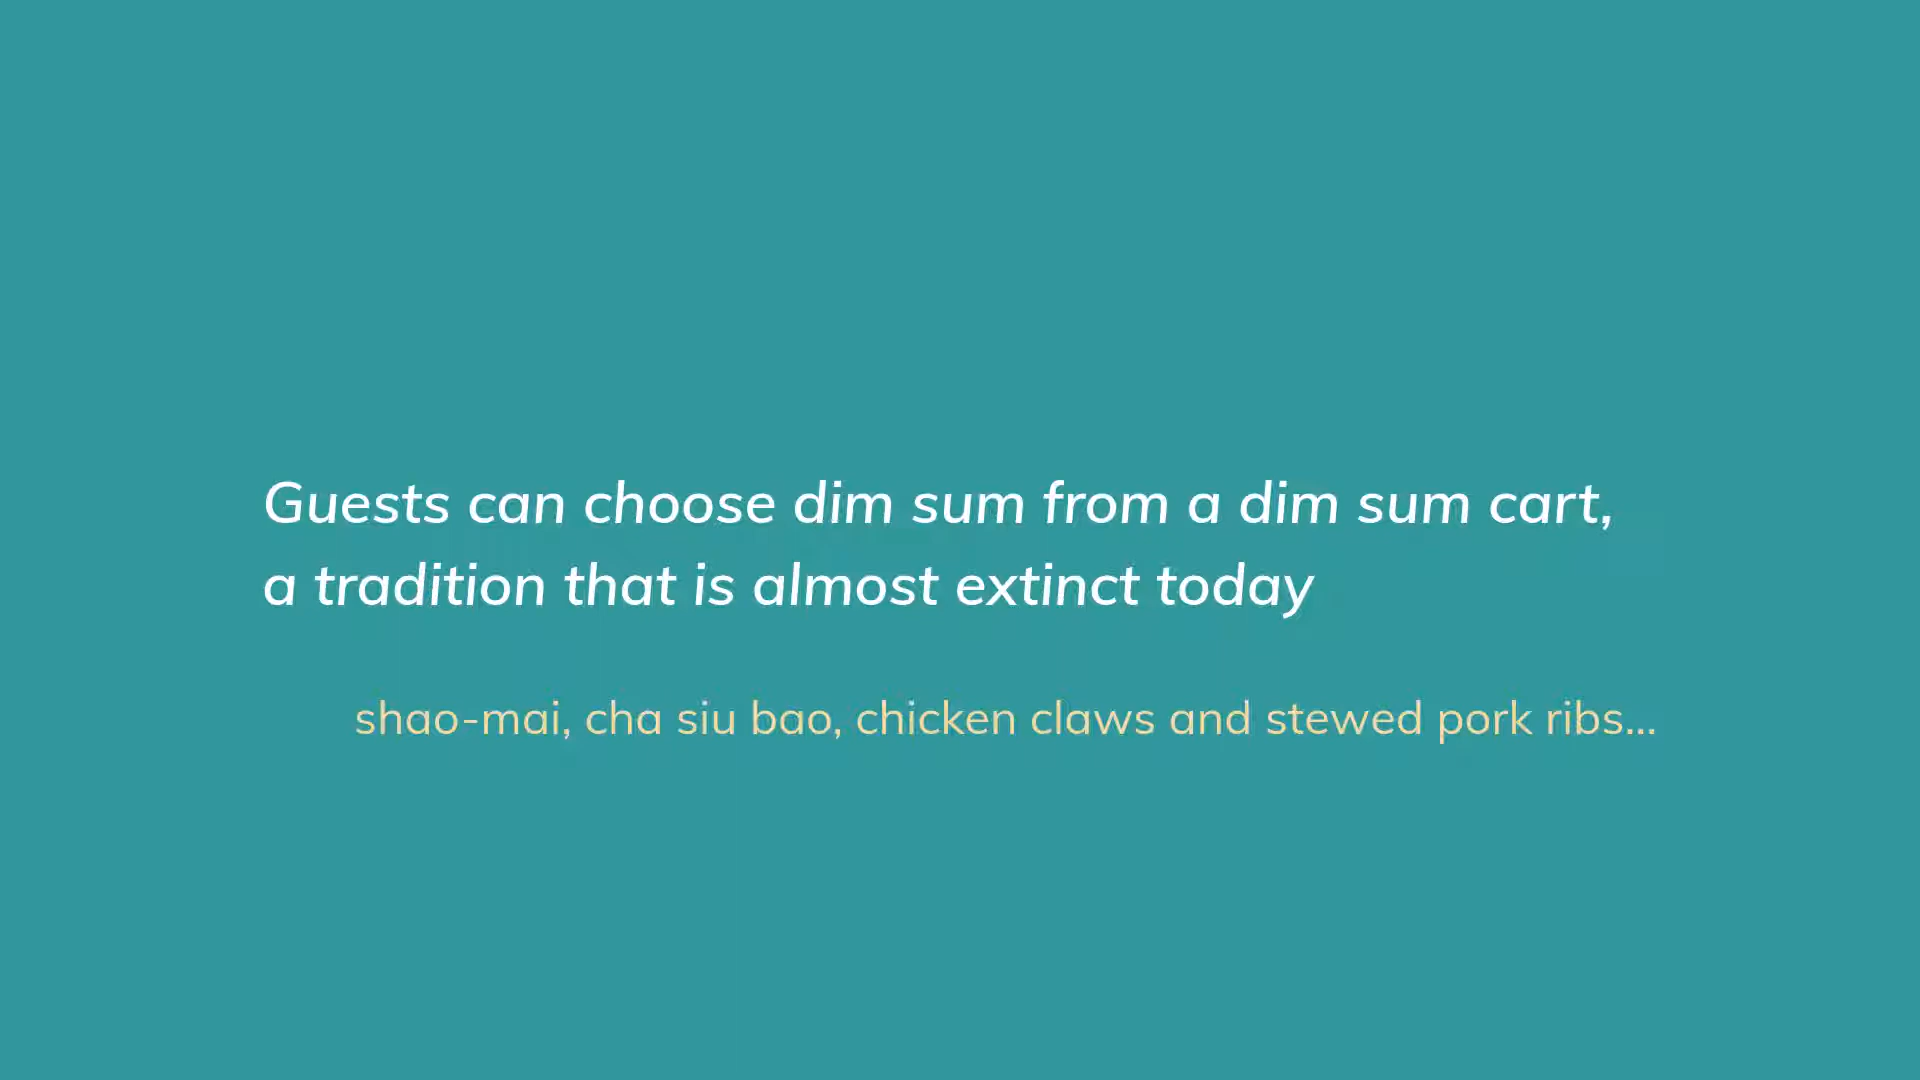 Guests can choose dim sum from a dim sum cart,
a tradition that is almost extinct today
shao-mai, cha siu bao, chicken claws and stewed pork ribs...